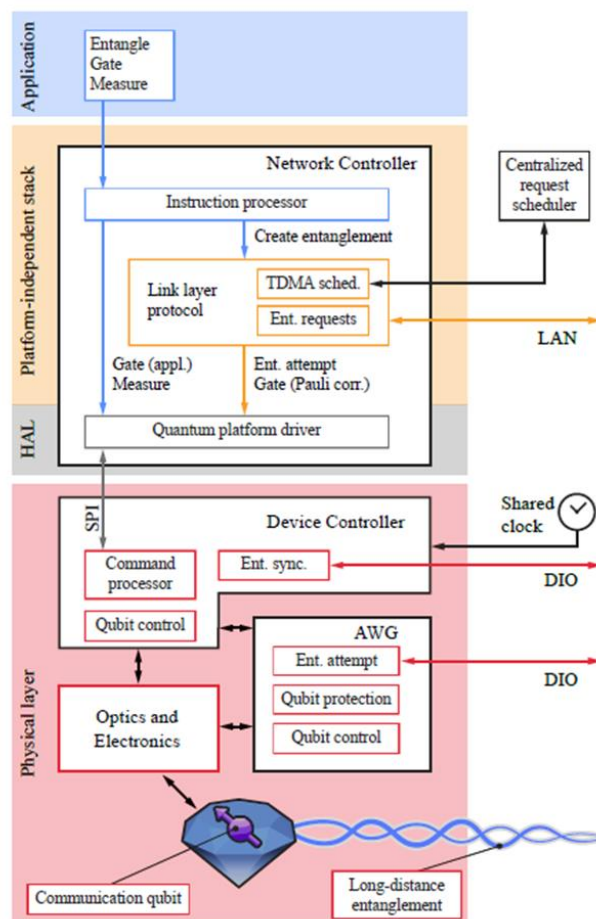 Application
Entangle
Gate
Measure
Platform-independent stack
Network Controller
Centralized
request
scheduler
Instruction processor
Create entanglement
Link layer
protocol
TDMA sched.
Ent. requests
LAN
Gate (appl.)
Measure
Ent. attempt
Gate (Pauli corr.)
HAL
Quantum platform driver
SPI
Physical layer
Device Controller
Shared
clock
Command
processor
Ent. sync.
DIO
Qubit control
AWG
Ent. attempt
DIO
Qubit protection
Qubit control
Optics and
Electronics
Communication qubit
Long-distance
entanglement